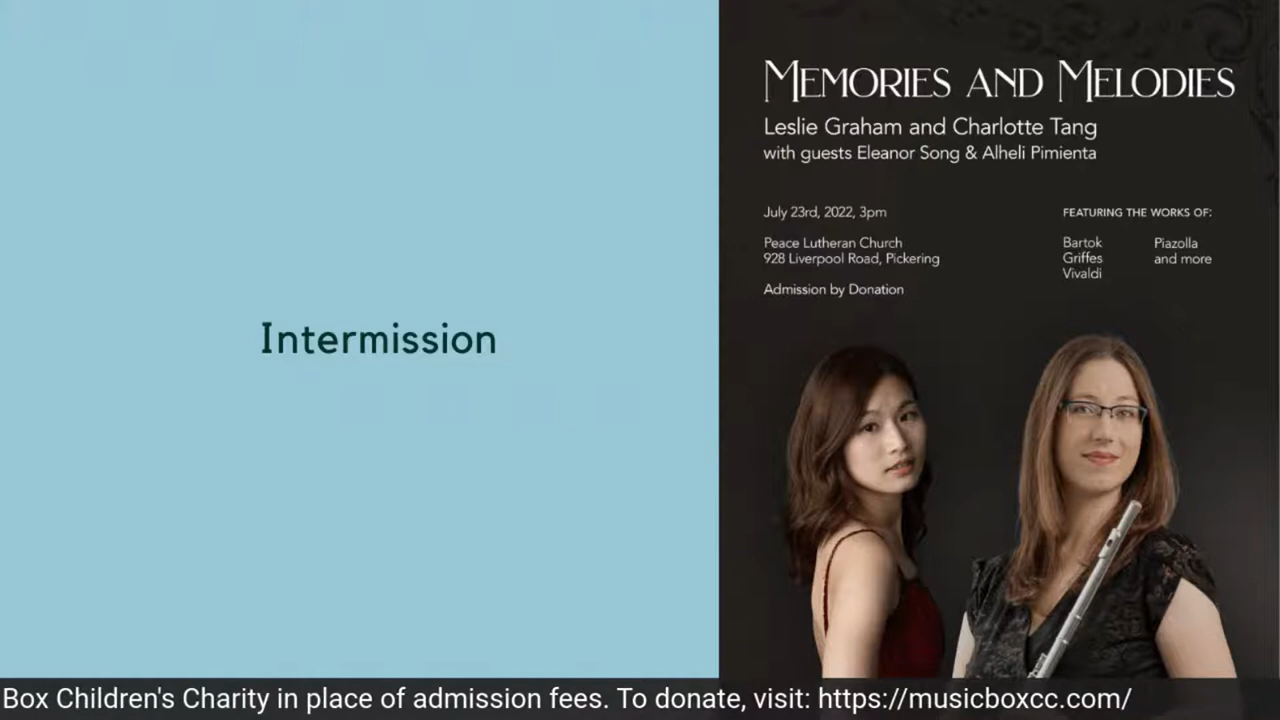 Intermission
MEMORIES AND MELODIES
Leslie Graham and Charlotte Tang
with guests Eleanor Song & Alheli Pimienta
July 23rd, 2022, 3pm
Peace Lutheran Church
928 Liverpool Road, Pickering
Admission by Donation
FEATURING THE WORKS OF:
Bartok
Griffes
Vivaldi
Piazolla
and more
Box Children's Charity in place of admission fees. To donate, visit: https://musicboxcc.com/